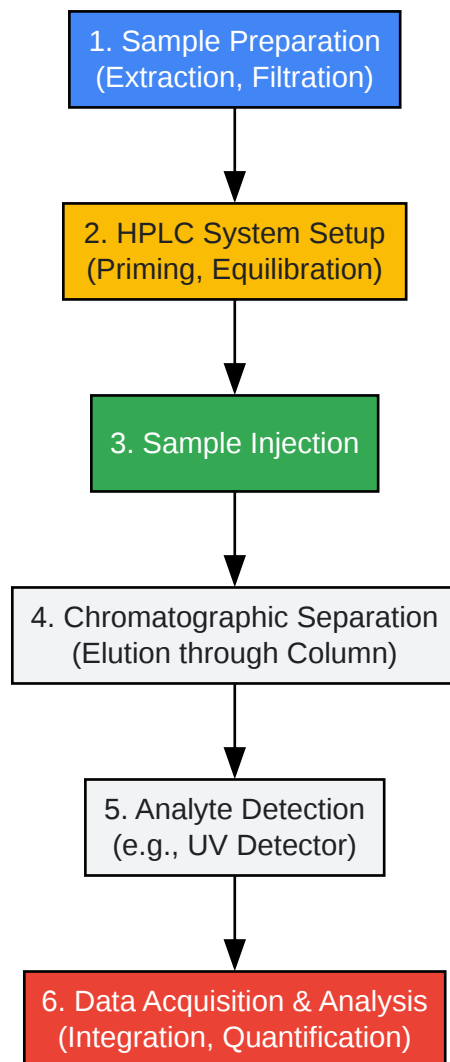 1. Sample Preparation
(Extraction, Filtration)
2. HPLC System Setup
(Priming, Equilibration)
3. Sample Injection
4. Chromatographic Separation
(Elution through Column)
5. Analyte Detection
(e.g., UV Detector)
6. Data Acquisition & Analysis
(Integration, Quantification)